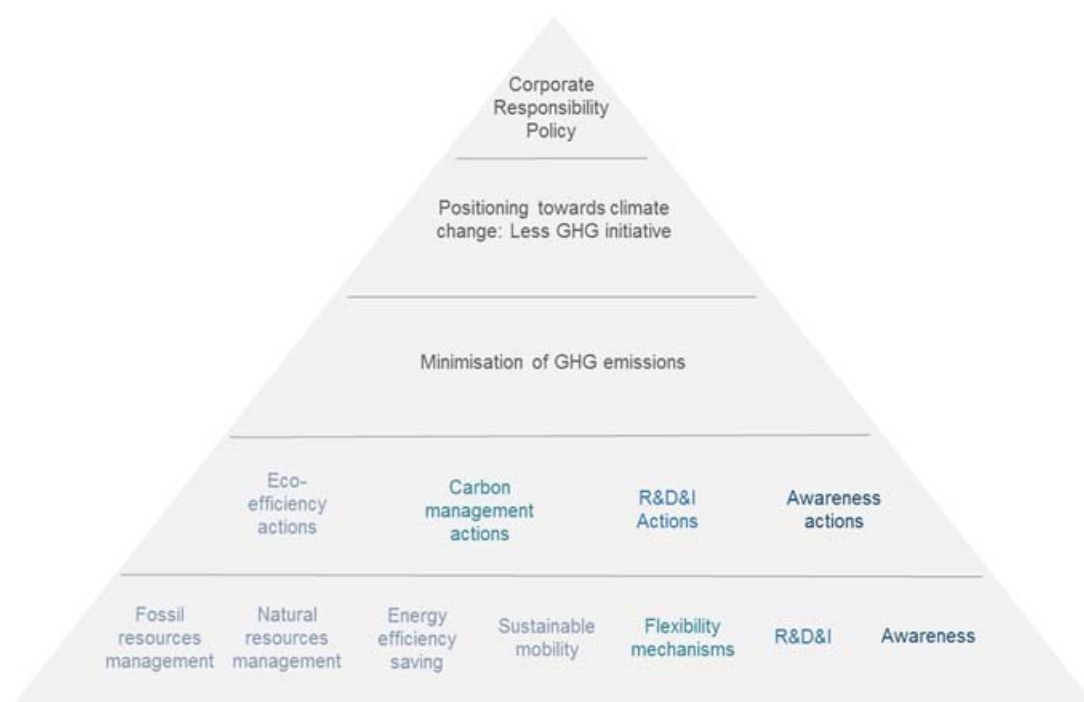 Corporate
Responsibility
Policy
Positioning towards climate
change: Less GHG initiative
Minimisation of GHG emissions
Eco-
efficiency
actions
Carbon
management
actions
R&D&I
Actions
Awareness
actions
Fossil
resources
management
Natural
resources
management
Energy
efficiency
saving
Sustainable
mobility
Flexibility
mechanisms
R&D&I
Awareness